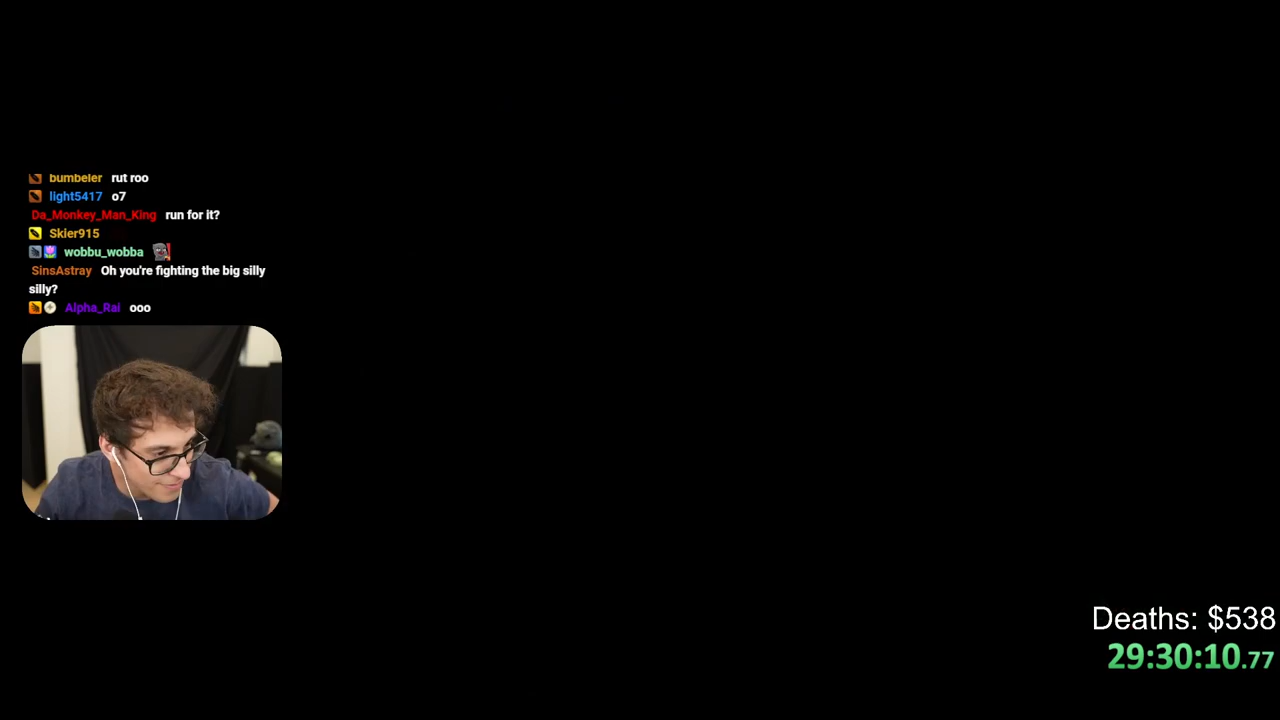 bumbeler rut roo
light5417 o7
Da_Monkey_Man_King run for it?
Skier915
wobbu_wobba
SinsAstray Oh you're fighting the big silly
silly?
Alpha_Rai ooo
Deaths: $538
29:30:10.77